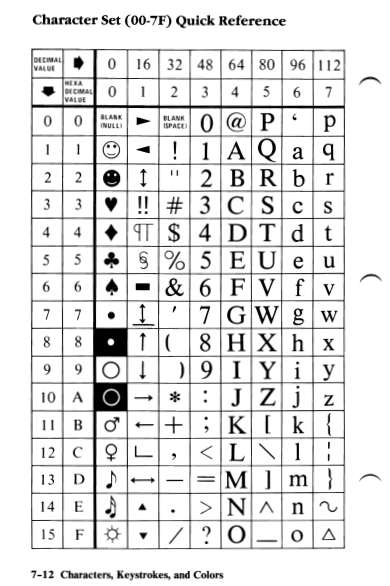 Character Set (00-7F) Quick Reference
DECIMAL VALUE ➧ 0 16 32 48 64 80 96 112
⬇ HEXA DECIMAL VALUE 0 1 2 3 4 5 6 7
0 0 BLANK (NULL) ► BLANK (SPACE) 0 @ P ‘ p
1 1 ☺ ◄ ! 1 A Q a q
2 2 ☻ ↕ " 2 B R b r
3 3 ♥ ‼ # 3 C S c s
4 4 ♦ ¶ $ 4 D T d t
5 5 ♣ § % 5 E U e u
6 6 ♠ ▬ & 6 F V f v
7 7 • ↨ ' 7 G W g w
8 8 ◘ ↑ ( 8 H X h x
9 9 ○ ↓ ) 9 I Y i y
10 A ◙ → * : J Z j z
11 B ♂ ← + ; K [ k {
12 C ♀ ∟ , < L \ l ¦
13 D ♪ ↔ − = M ] m }
14 E ♫ ▲ . > N ^ n ~
15 F ☼ ▼ / ? O _ o △
7–12 Characters, Keystrokes, and Colors